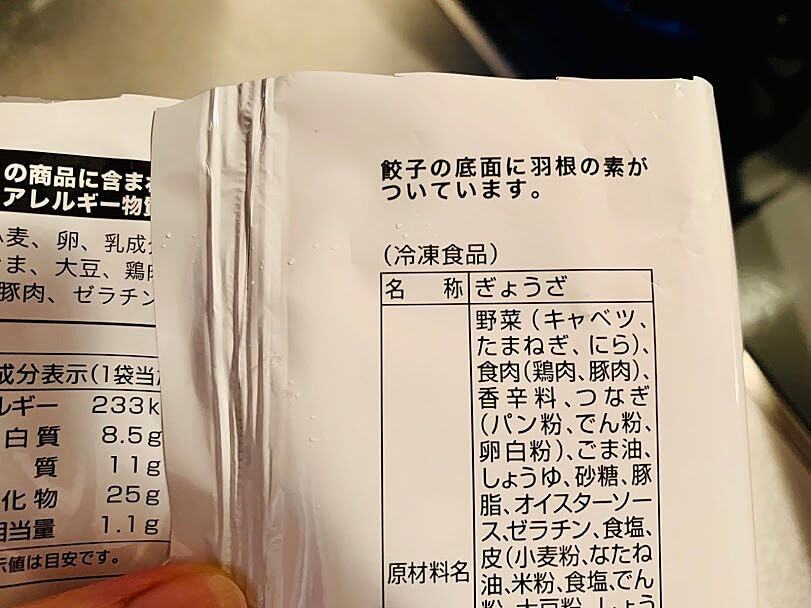 の商品に含ま
アレルギー物
麦、卵、乳成
ま、大豆、鶏
豚肉、ゼラチン
成分表示(1袋当
ルギー 233k
白質 8.5g
質 11g
化物 25g
相当量 1.1g
示値は目安です。
餃子の底面に羽根の素が
ついています。
(冷凍食品)
名称 ぎょうざ
原材料名
野菜(キャベツ、
たまねぎ、にら)、
食肉(鶏肉、豚肉)、
香辛料、つなぎ
(パン粉、でん粉、
卵白粉)、ごま油、
しょうゆ、砂糖、豚
脂、オイスターソー
ス、ゼラチン、食塩、
皮(小麦粉、なたね
油、米粉、食塩、でん
粉、大豆粉、しょう